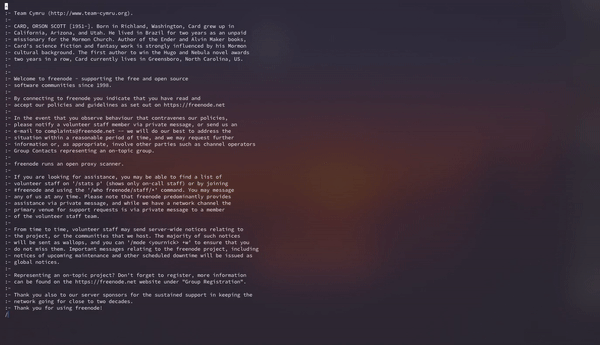 :- Team Cymru (http://www.team-cymru.org).
:-
:- CARD, ORSON SCOTT [1951-]. Born in Richland, Washington, Card grew up in
:- California, Arizona, and Utah. He lived in Brazil for two years as an unpaid
:- missionary for the Mormon Church. Author of the Ender and Alvin Maker books,
:- Card's science fiction and fantasy work is strongly influenced by his Mormon
:- cultural background. The first author to win the Hugo and Nebula novel awards
:- two years in a row, Card currently lives in Greensboro, North Carolina, US.
:-
:-
:- Welcome to freenode - supporting the free and open source
:- software communities since 1998.
:-
:- By connecting to freenode you indicate that you have read and
:- accept our policies and guidelines as set out on https://freenode.net
:-
:- In the event that you observe behaviour that contravenes our policies,
:- please notify a volunteer staff member via private message, or send us an
:- e-mail to complaints@freenode.net -- we will do our best to address the
:- situation within a reasonable period of time, and we may request further
:- information or, as appropriate, involve other parties such as channel operators
:- Group Contacts representing an on-topic group.
:-
:- freenode runs an open proxy scanner.
:-
:- If you are looking for assistance, you may be able to find a list of
:- volunteer staff on '/stats p' (shows only on-call staff) or by joining
:- #freenode and using the '/who freenode/staff/*' command. You may message
:- any of us at any time. Please note that freenode predominantly provides
:- assistance via private message, and while we have a network channel the
:- primary venue for support requests is via private message to a member
:- of the volunteer staff team.
:-
:- From time to time, volunteer staff may send server-wide notices relating to
:- the project, or the communities that we host. The majority of such notices
:- will be sent as wallops, and you can '/mode <yournick> +w' to ensure that you
:- do not miss them. Important messages relating to the freenode project, including
:- notices of upcoming maintenance and other scheduled downtime will be issued as
:- global notices.
:-
:- Representing an on-topic project? Don't forget to register, more information
:- can be found on the https://freenode.net website under "Group Registration".
:-
:- Thank you also to our server sponsors for the sustained support in keeping the
:- network going for close to two decades.
:- Thank you for using freenode!
/